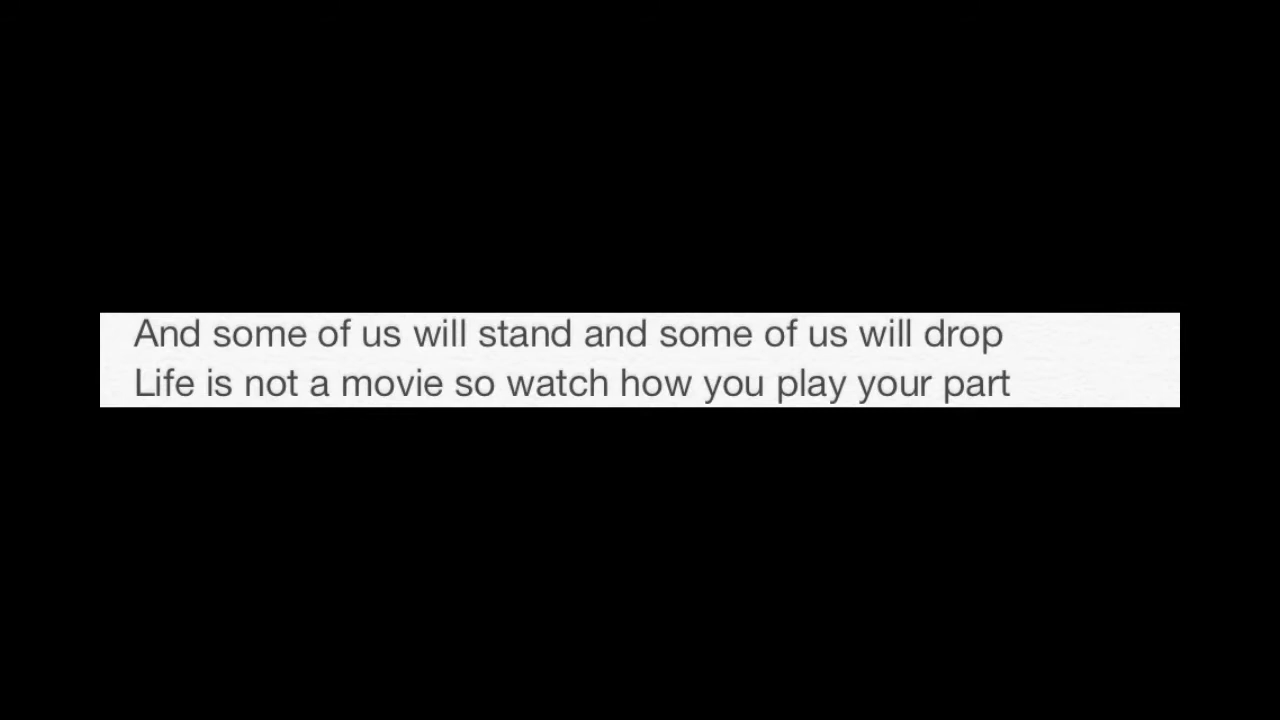 And some of us will stand and some of us will drop
Life is not a movie so watch how you play your part